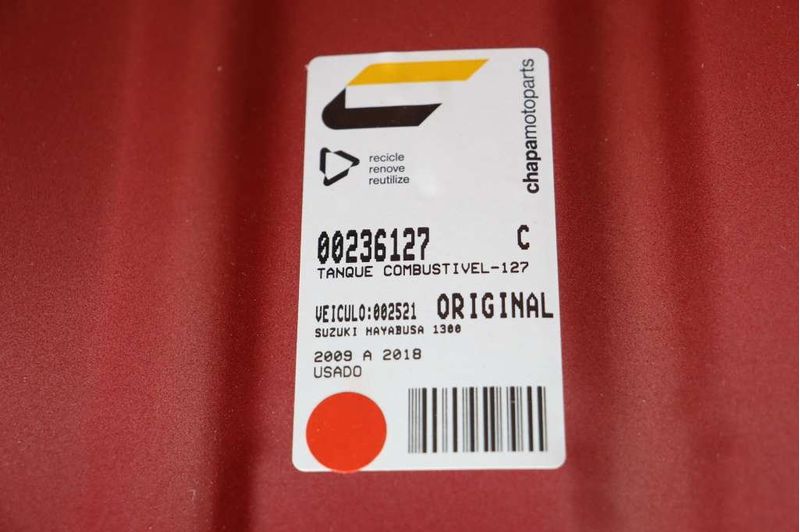 chapamotoparts
recicle
renove
reutilize
00236127 C
TANQUE COMBUSTIVEL-127
VEICULO:002521 ORIGINAL
SUZUKI HAYABUSA 1300
2009 A 2018
USADO